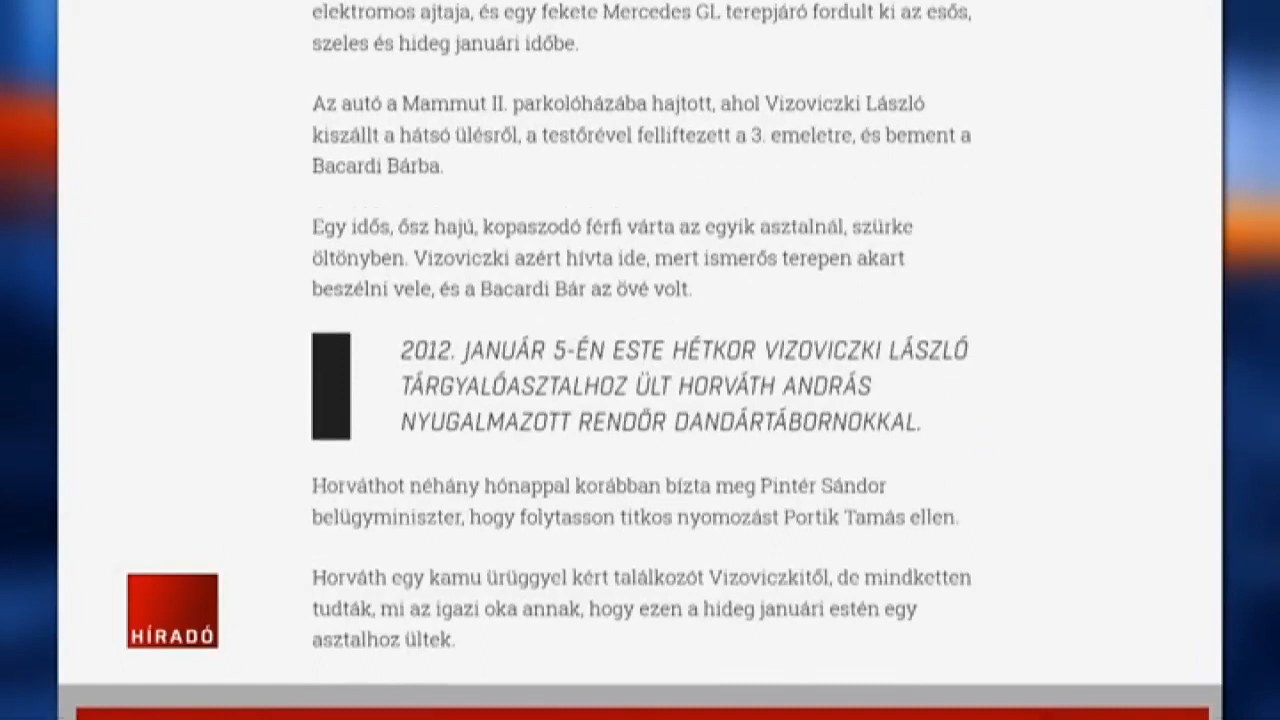 elektromos ajtaja, és egy fekete Mercedes GL terepjáró fordult ki az esős,
szeles és hideg januári időbe.
Az autó a Mammut II. parkolóházába hajtott, ahol Vizoviczki László
kiszállt a hátsó ülésről, a testőrével felliftezett a 3. emeletre, és bement a
Bacardi Bárba.
Egy idős, ősz hajú, kopaszodó férfi várta az egyik asztalnál, szürke
öltönyben. Vizoviczki azért hívta ide, mert ismerős terepen akart
beszélni vele, és a Bacardi Bár az övé volt.
2012. JANUÁR 5-ÉN ESTE HÉTKOR VIZOVICZKI LÁSZLÓ
TÁRGYALÓASZTALHOZ ÜLT HORVÁTH ANDRÁS
NYUGALMAZOTT RENDŐR DANDÁRTÁBORNOKKAL.
Horváthot néhány hónappal korábban bízta meg Pintér Sándor
belügyminiszter, hogy folytasson titkos nyomozást Portik Tamás ellen.
Horváth egy kamu ürüggyel kért találkozót Vizoviczkitől, de mindketten
tudták, mi az igazi oka annak, hogy ezen a hideg januári estén egy
asztalhoz ültek.
HÍRADÓ